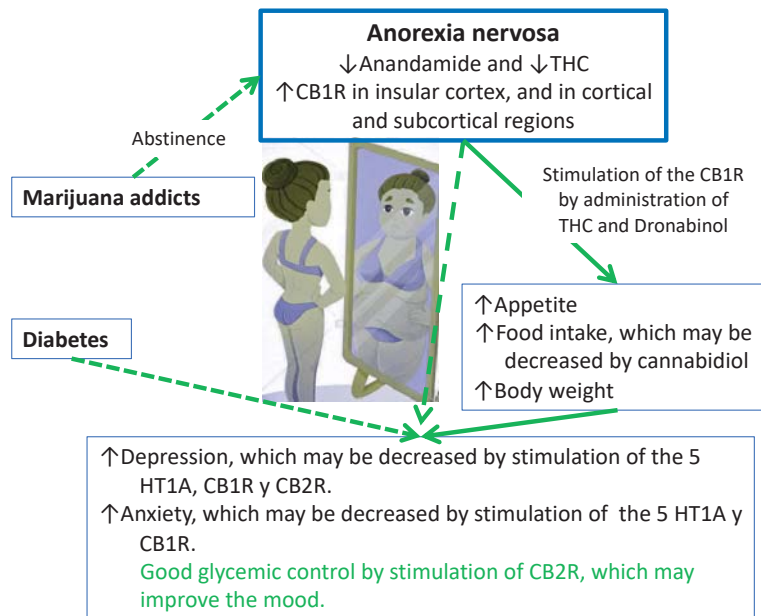 Anorexia nervosa
↓Anandamide and ↓THC
↑CB1R in insular cortex, and in cortical
and subcortical regions
Abstinence
Marijuana addicts
Stimulation of the CB1R
by administration of
THC and Dronabinol
Diabetes
↑Appetite
↑Food intake, which may be
decreased by cannabidiol
↑Body weight
↑Depression, which may be decreased by stimulation of the 5
HT1A, CB1R y CB2R.
↑Anxiety, which may be decreased by stimulation of the 5 HT1A y
CB1R.
Good glycemic control by stimulation of CB2R, which may
improve the mood.